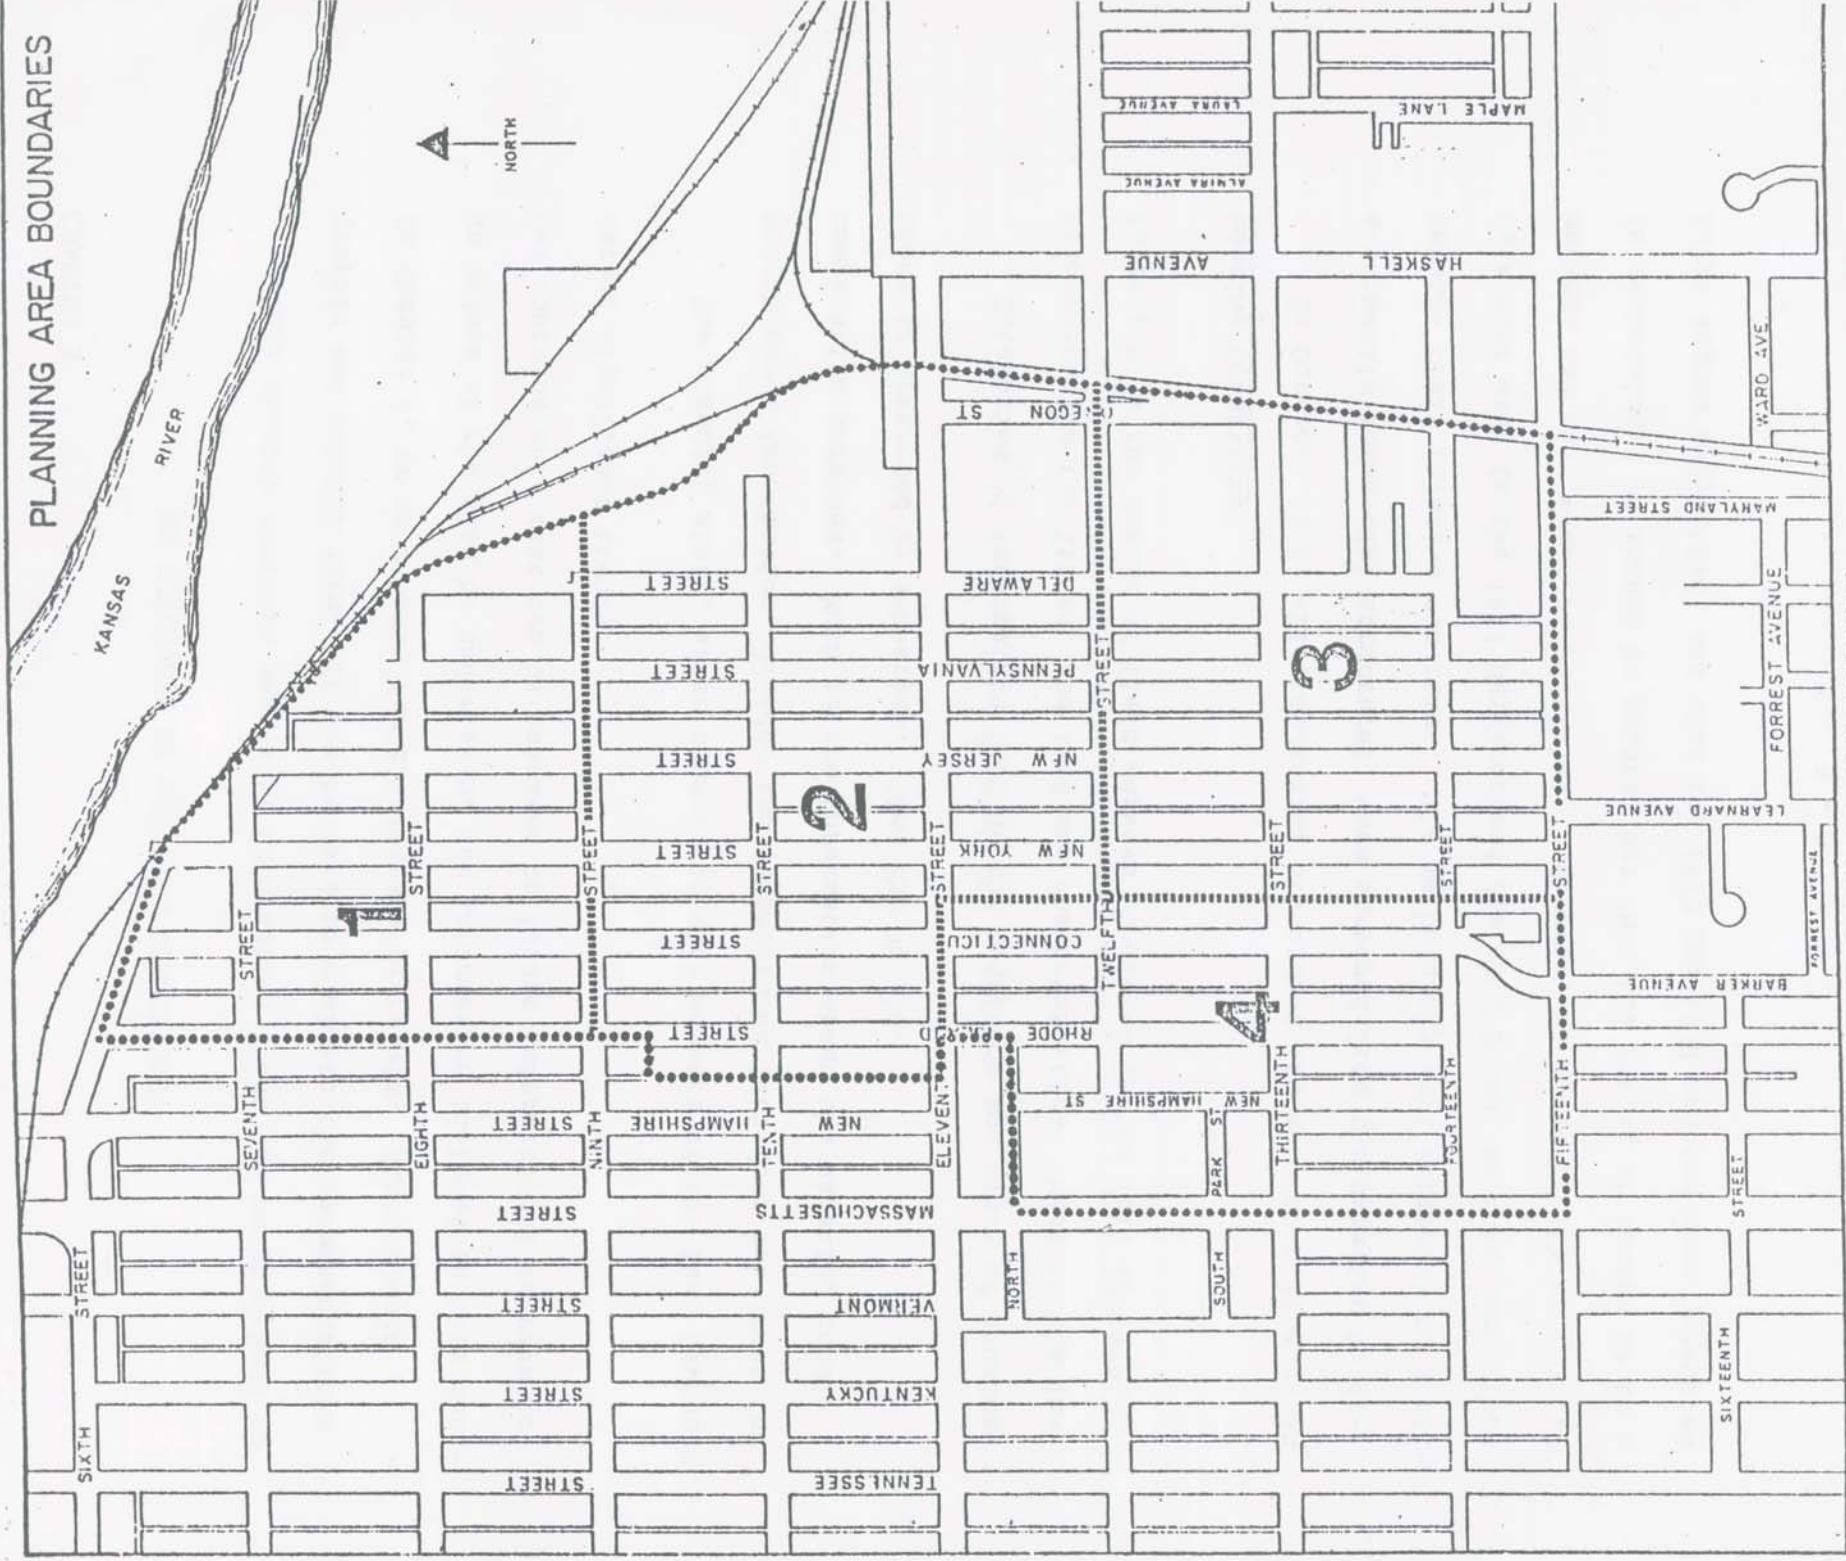 PLANNING AREA BOUNDARIES
KANSAS RIVER
NORTH
LAURA AVENUE
MAPLE LANE
ALMIRA AVENUE
HASKELL AVENUE
WARD AVE.
OREGON ST
MARYLAND STREET
DELAWARE STREET
FORREST AVENUE
PENNSYLVANIA STREET
NEW JERSEY STREET
LEARNARD AVENUE
NEW YORK STREET
FORREST AVENUE
CONNECTICU STREET
BARKER AVENUE
RHODE STREET
NEW HAMPSHIRE STREET
NEW HAMPSHIRE ST
MASSACHUSETTS STREET
VERMONT STREET
KENTUCKY STREET
TENNESSEE STREET
SIXTH STREET
SEVENTH STREET
EIGHTH STREET
NINTH STREET
TENTH STREET
ELEVENTH STREET
NORTH PARK ST
SOUTH PARK ST
TWELFTH STREET
THIRTEENTH STREET
FOURTEENTH STREET
FIFTEENTH STREET
SIXTEENTH STREET
1
2
3
4